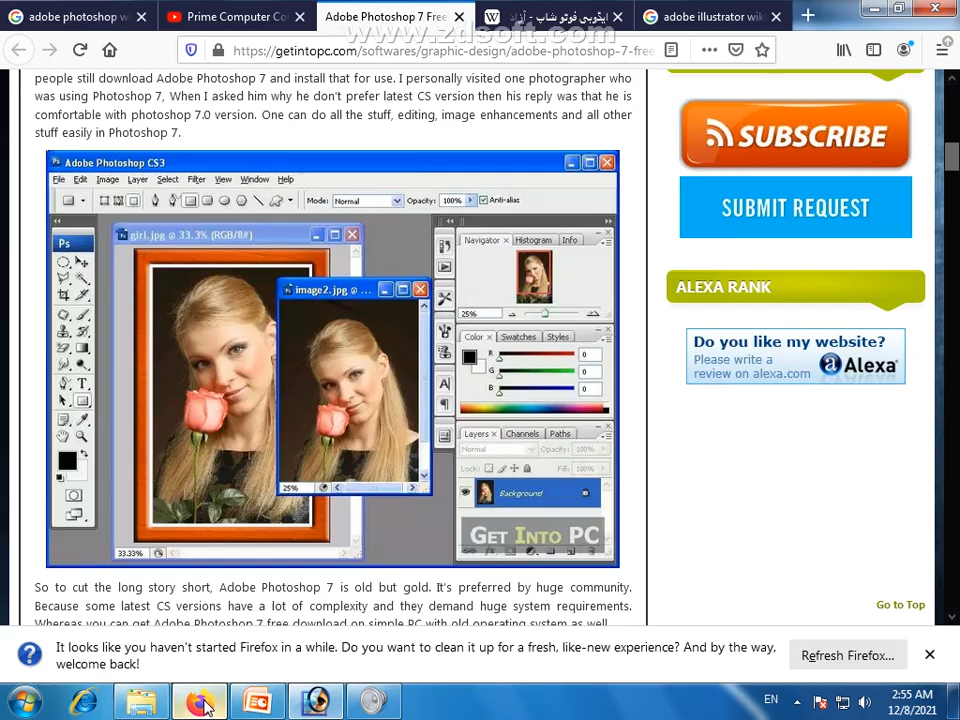 adobe photoshop w
Prime Computer Col
Adobe Photoshop 7 Free
ایڈوبی فوٹو شاپ - آزاد
adobe illustrator wik
www.zdsoft.com
https://getintopc.com/softwares/graphic-design/adobe-photoshop-7-free-
people still download Adobe Photoshop 7 and install that for use. I personally visited one photographer who
was using Photoshop 7, When I asked him why he don't prefer latest CS version then his reply was that he is
comfortable with photoshop 7.0 version. One can do all the stuff, editing, image enhancements and all other
stuff easily in Photoshop 7.
Adobe Photoshop CS3
File Edit Image Layer Select Filter View Window Help
Mode: Normal Opacity: 100% Anti-alias
Ps
girl.jpg @ 33.3% (RGB/8#)
image2.jpg @ ...
25%
33.33%
Navigator Histogram Info
25%
Color Swatches Styles
R 0
G 0
B 0
Layers Channels Paths
Normal Opacity: 100%
Lock: Fill: 100%
Background
GET INTO PC
So to cut the long story short, Adobe Photoshop 7 is old but gold. It's preferred by huge community.
Because some latest CS versions have a lot of complexity and they demand huge system requirements.
Whereas you can get Adobe Photoshop 7 free download on simple PC with old operating system as well.
SUBSCRIBE
SUBMIT REQUEST
ALEXA RANK
Do you like my website?
Please write a
review on alexa.com
Alexa
Go to Top
It looks like you haven't started Firefox in a while. Do you want to clean it up for a fresh, like-new experience? And by the way,
welcome back!
Refresh Firefox...
EN
2:55 AM
12/8/2021